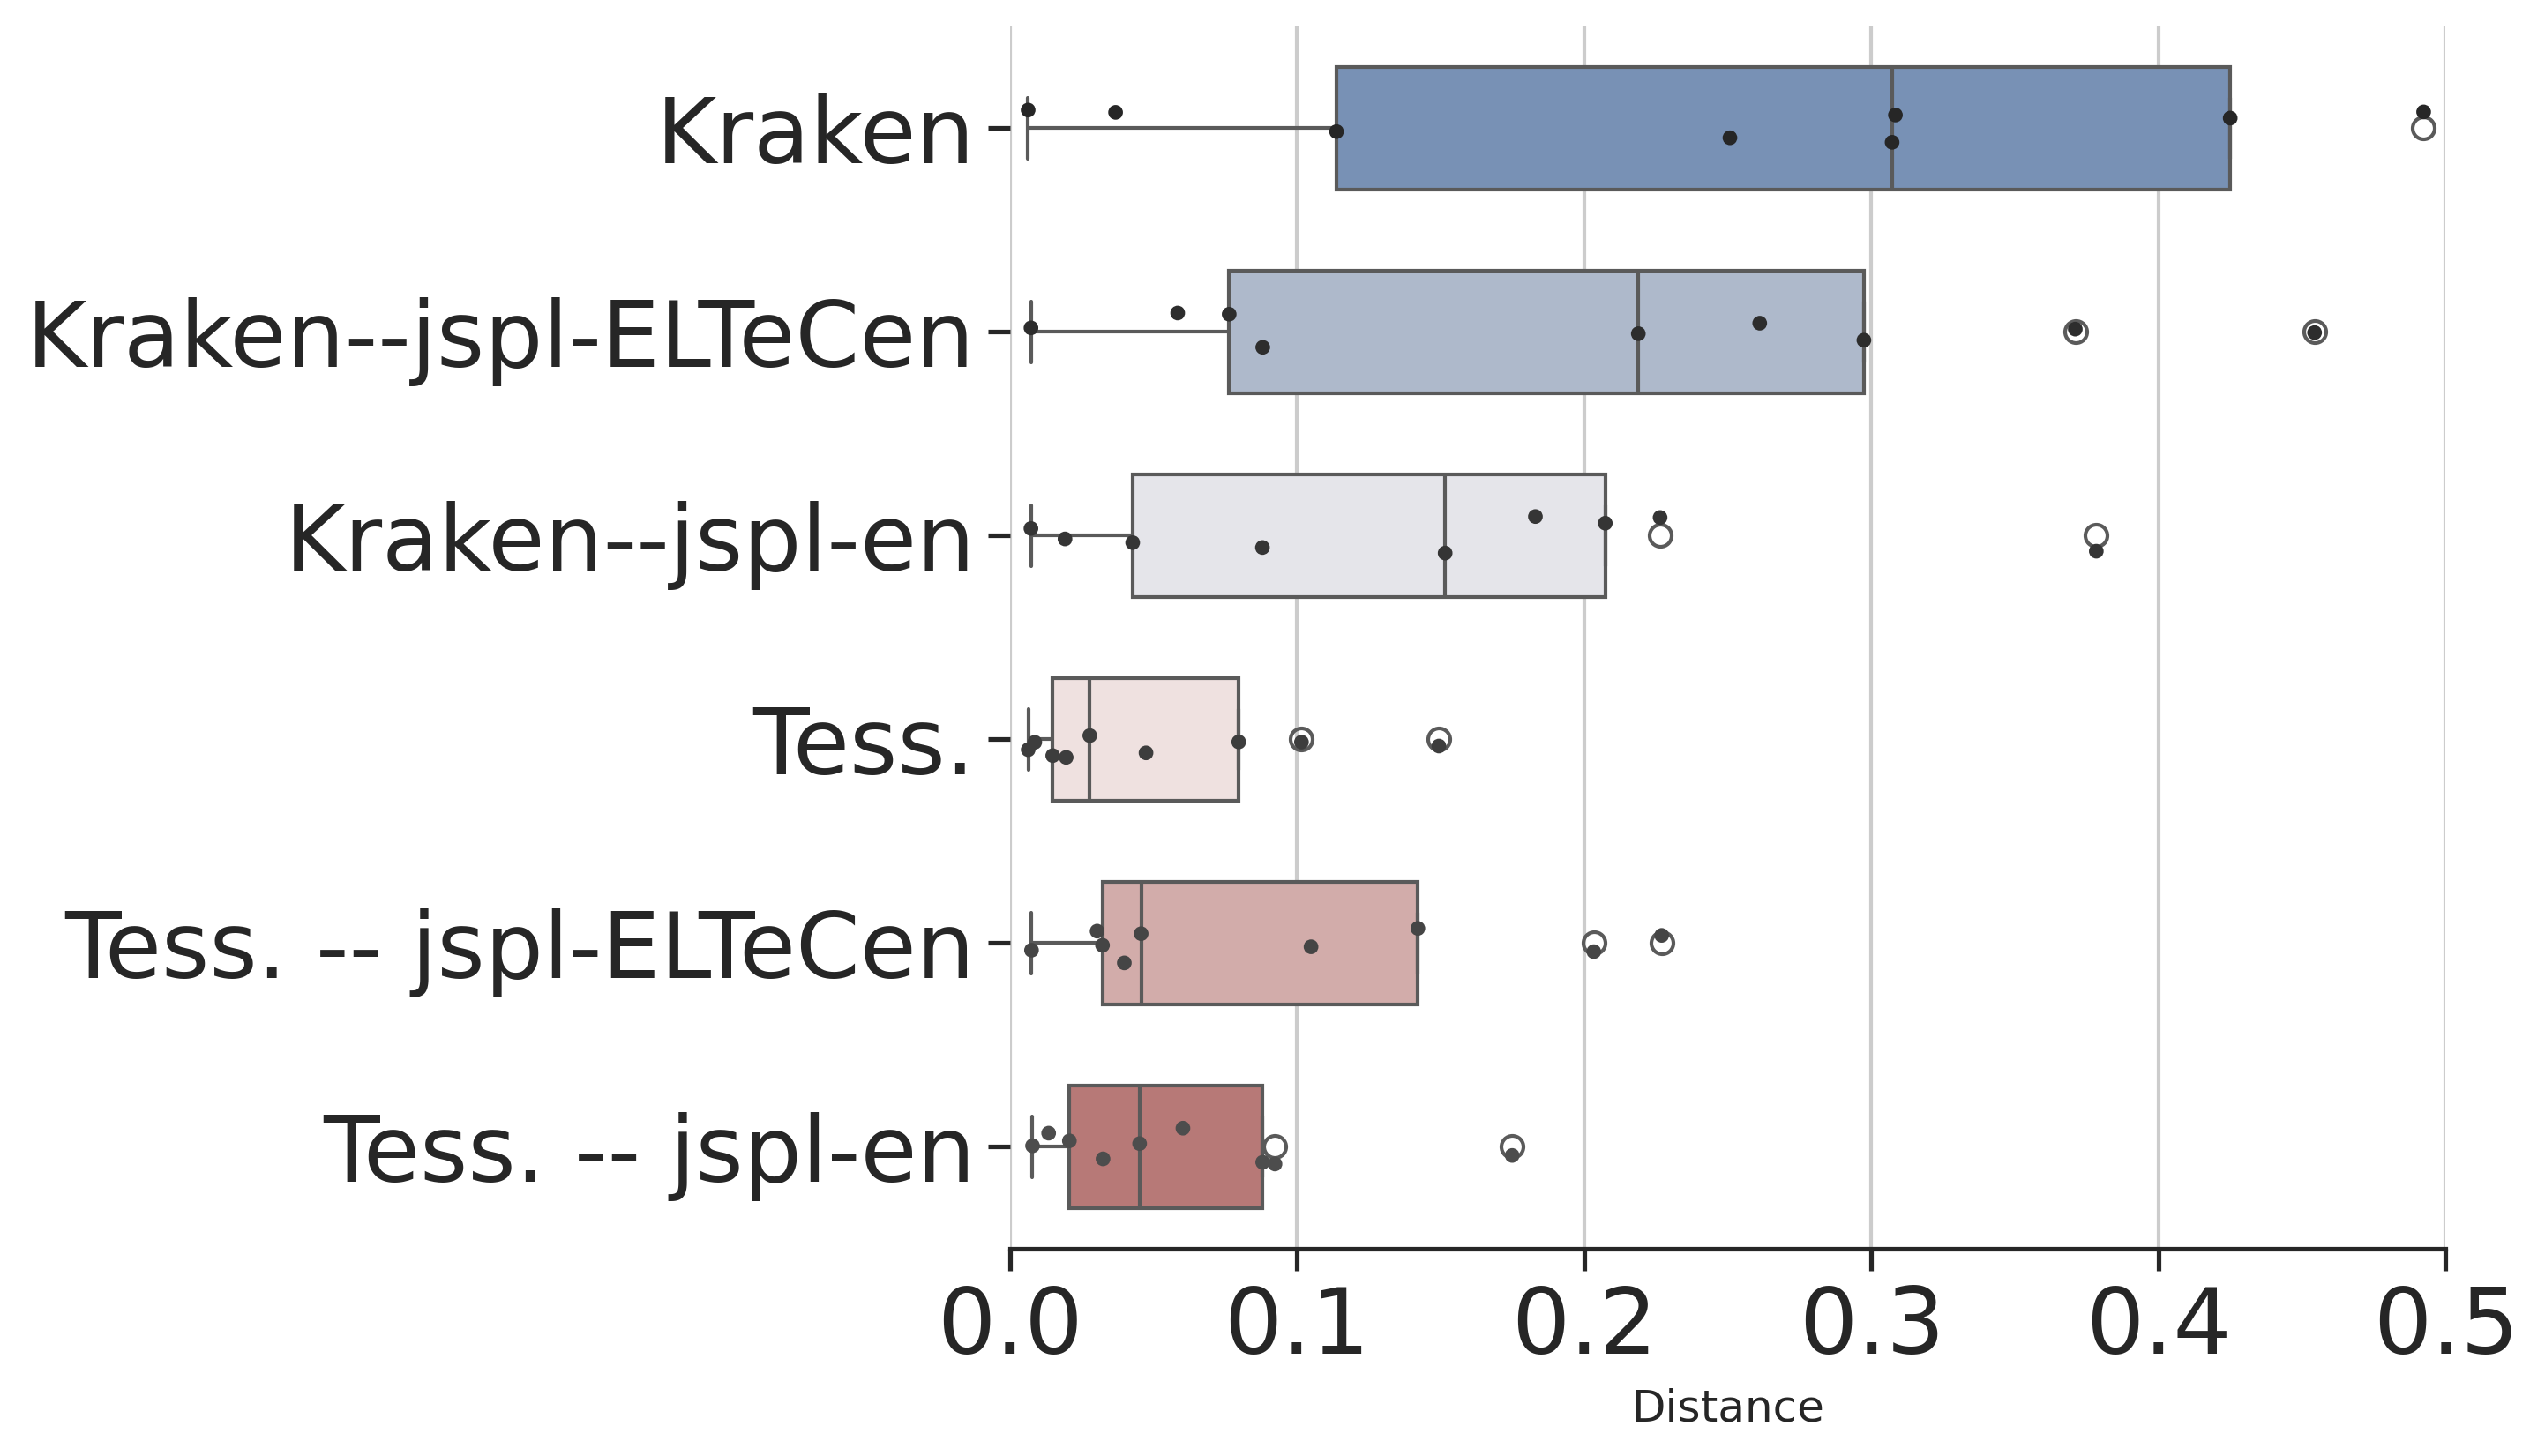 Kraken
Kraken--jspl-ELTeCen
Kraken--jspl-en
Tess.
Tess. -- jspl-ELTeCen
Tess. -- jspl-en
0.0 0.1 0.2 0.3 0.4 0.5
Distance